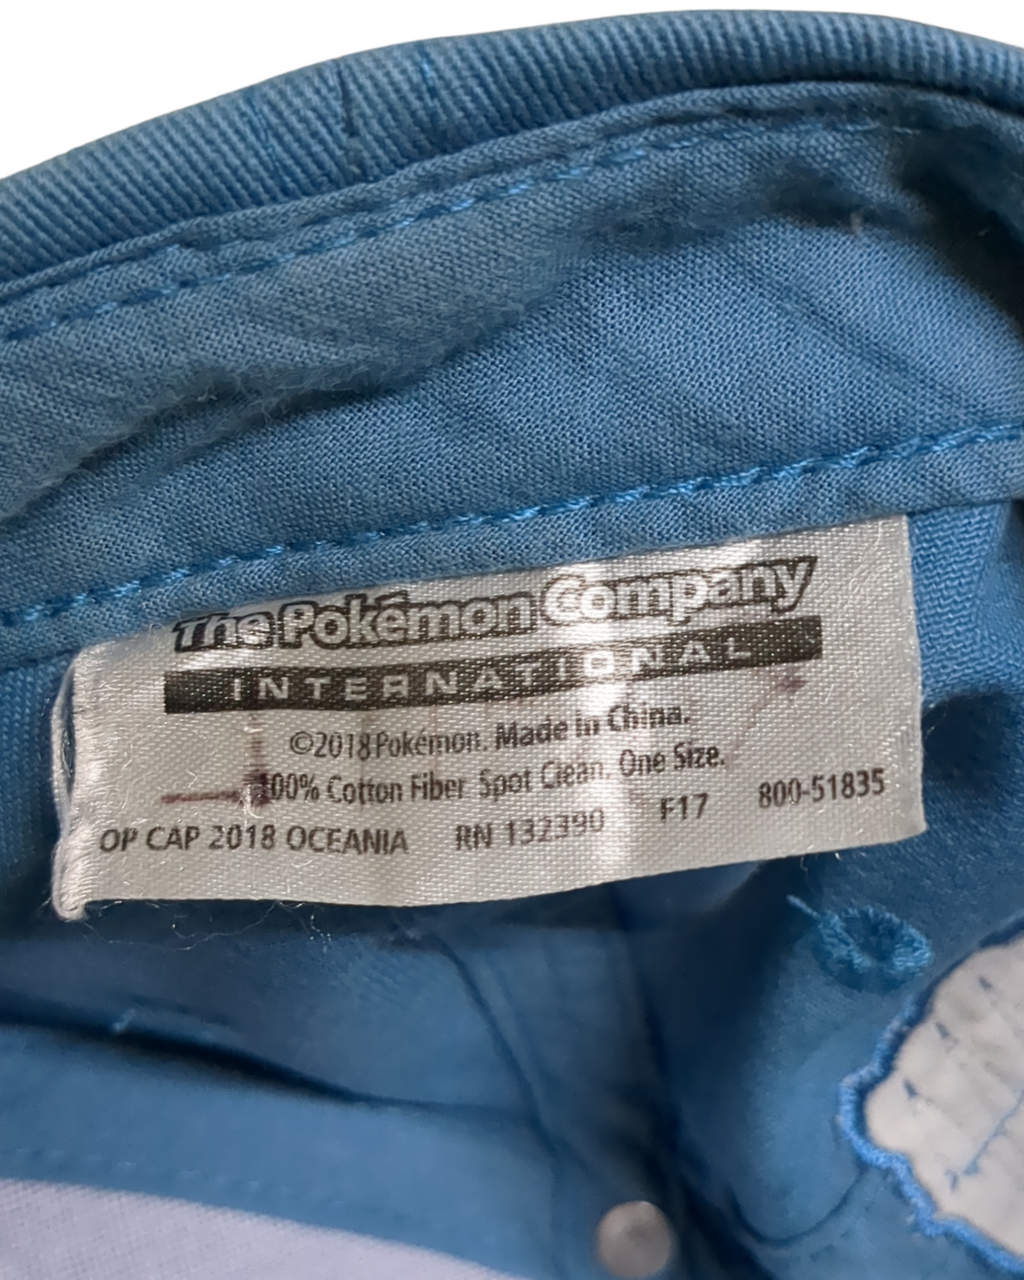 The Pokémon Company
INTERNATIONAL
©2018 Pokémon. Made in China.
100% Cotton Fiber Spot Clean. One Size.
OP CAP 2018 OCEANIA RN 132390 F17 800-51835